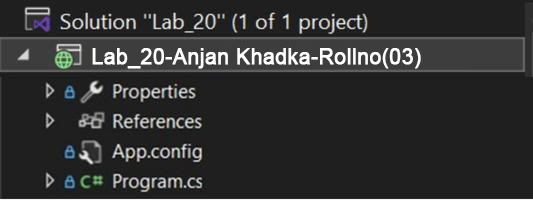 Solution "Lab_20" (1 of 1 project)
Lab_20-Anjan Khadka-Rollno(03)
Properties
References
App.config
C# Program.cs